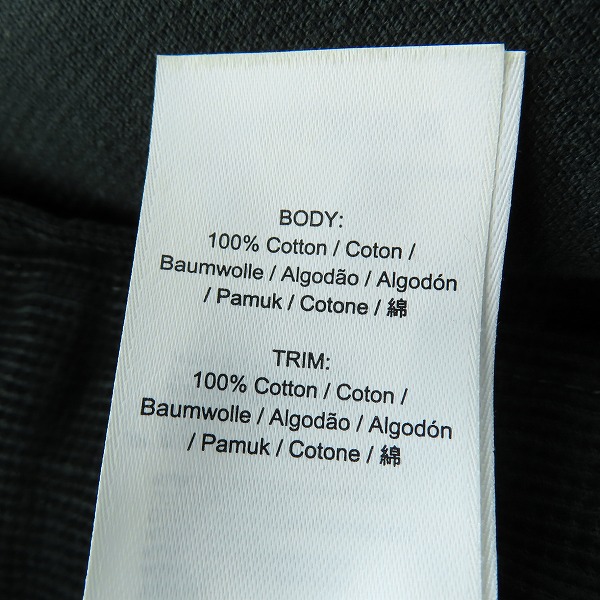 BODY:
100% Cotton / Coton /
Baumwolle / Algodão / Algodón
/ Pamuk / Cotone / 綿
TRIM:
100% Cotton / Coton /
Baumwolle / Algodão / Algodón
/ Pamuk / Cotone / 綿